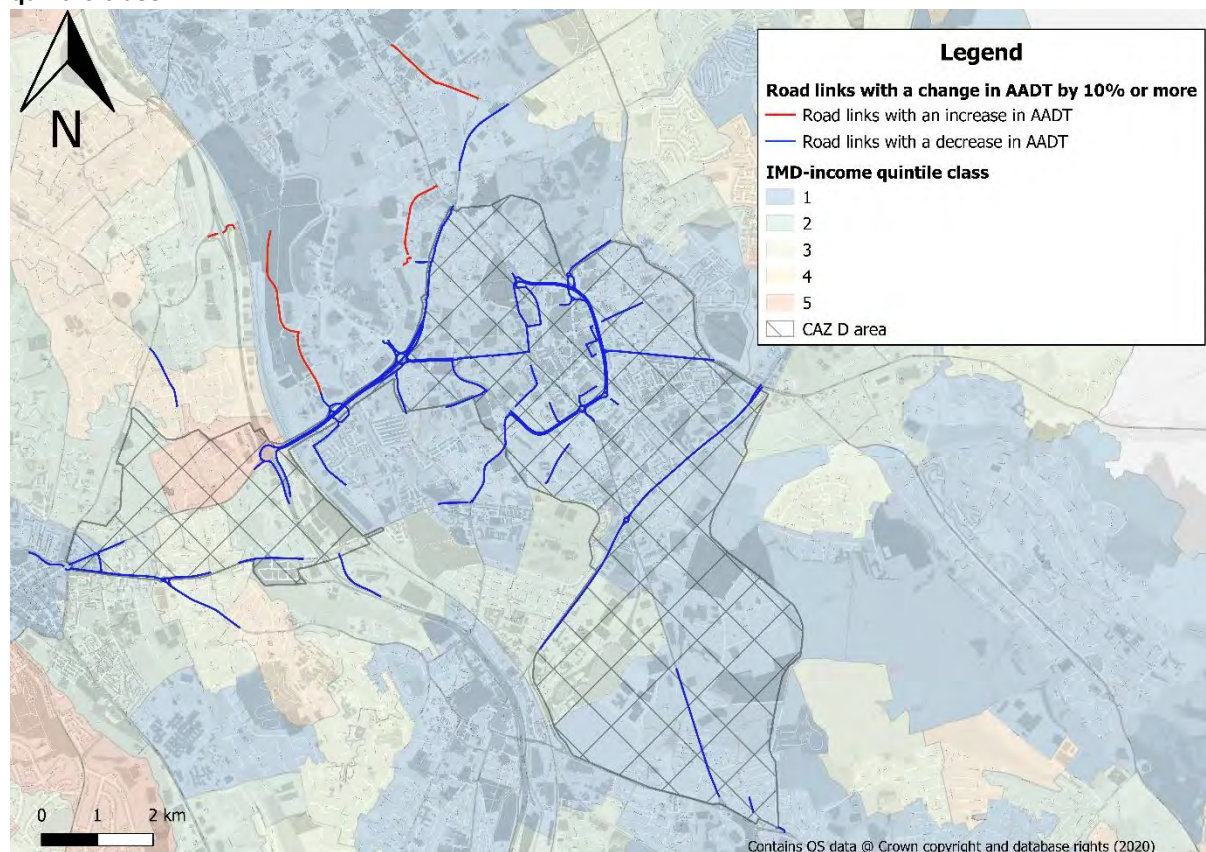 N
Legend
Road links with a change in AADT by 10% or more
Road links with an increase in AADT
Road links with a decrease in AADT
IMD-income quintile class
1
2
3
4
5
CAZ D area
0 1 2 km
Contains OS data @ Crown copyright and database rights (2020)